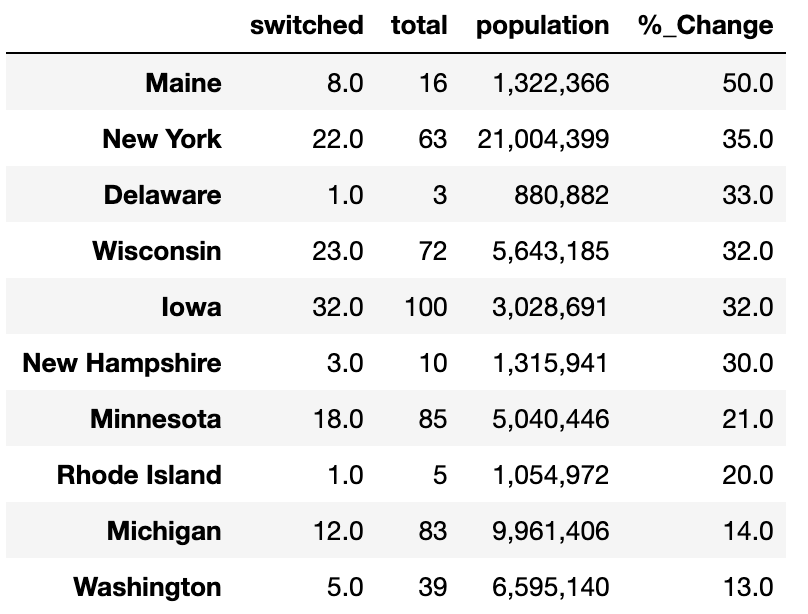 switched total population %_Change
Maine 8.0 16 1,322,366 50.0
New York 22.0 63 21,004,399 35.0
Delaware 1.0 3 880,882 33.0
Wisconsin 23.0 72 5,643,185 32.0
Iowa 32.0 100 3,028,691 32.0
New Hampshire 3.0 10 1,315,941 30.0
Minnesota 18.0 85 5,040,446 21.0
Rhode Island 1.0 5 1,054,972 20.0
Michigan 12.0 83 9,961,406 14.0
Washington 5.0 39 6,595,140 13.0